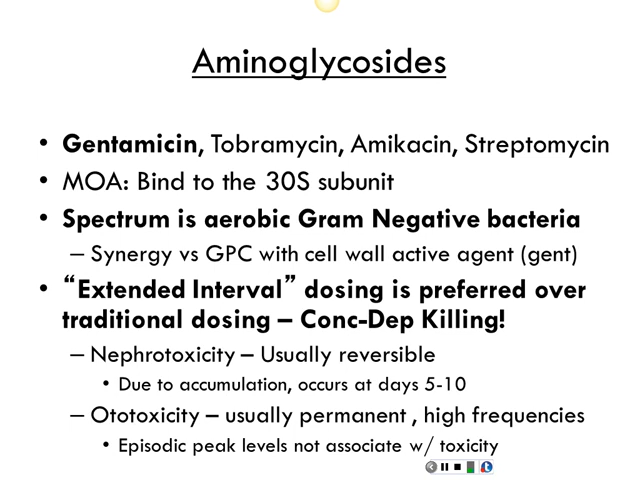 Aminoglycosides
• Gentamicin, Tobramycin, Amikacin, Streptomycin
• MOA: Bind to the 30S subunit
• Spectrum is aerobic Gram Negative bacteria
– Synergy vs GPC with cell wall active agent (gent)
• “Extended Interval” dosing is preferred over
traditional dosing – Conc-Dep Killing!
– Nephrotoxicity – Usually reversible
• Due to accumulation, occurs at days 5-10
– Ototoxicity – usually permanent , high frequencies
• Episodic peak levels not associate w/ toxicity